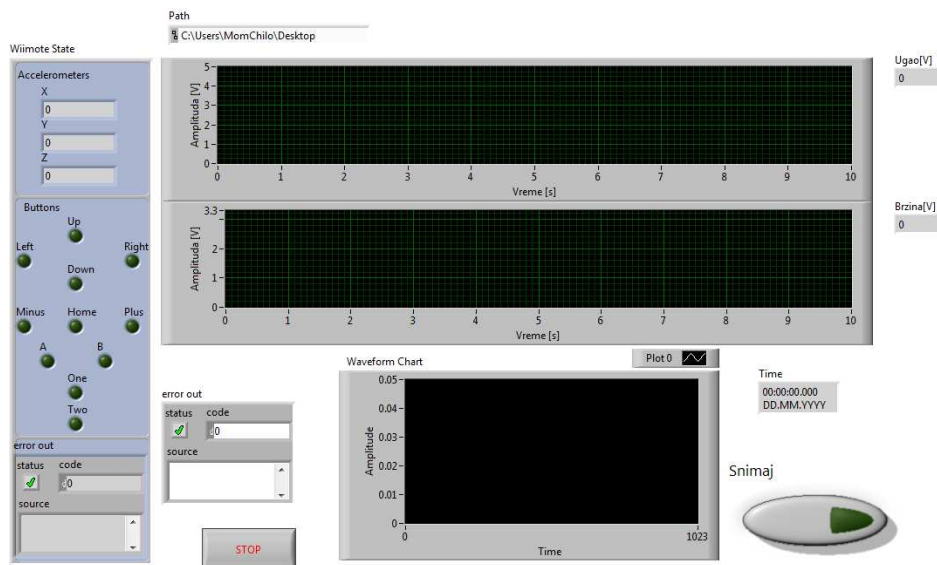 Path
C:\Users\MomChilo\Desktop
Wiimote State
Accelerometers
X
0
Y
0
Z
0
Buttons
Up
Left
Right
Down
Minus
Home
Plus
A
B
One
Two
error out
status
code
0
source
Amplituda [V]
5
4
3
2
1
0
0 1 2 3 4 5 6 7 8 9 10
Vreme [s]
Ugao[V]
0
Amplituda [V]
3.3
2
1
0
0 1 2 3 4 5 6 7 8 9 10
Vreme [s]
Brzina[V]
0
error out
status
code
0
source
STOP
Waveform Chart
Plot 0
Amplitude
0.05
0.04
0.03
0.02
0.01
0
0 1023
Time
Time
00:00:00.000
DD.MM.YYYY
Snimaj